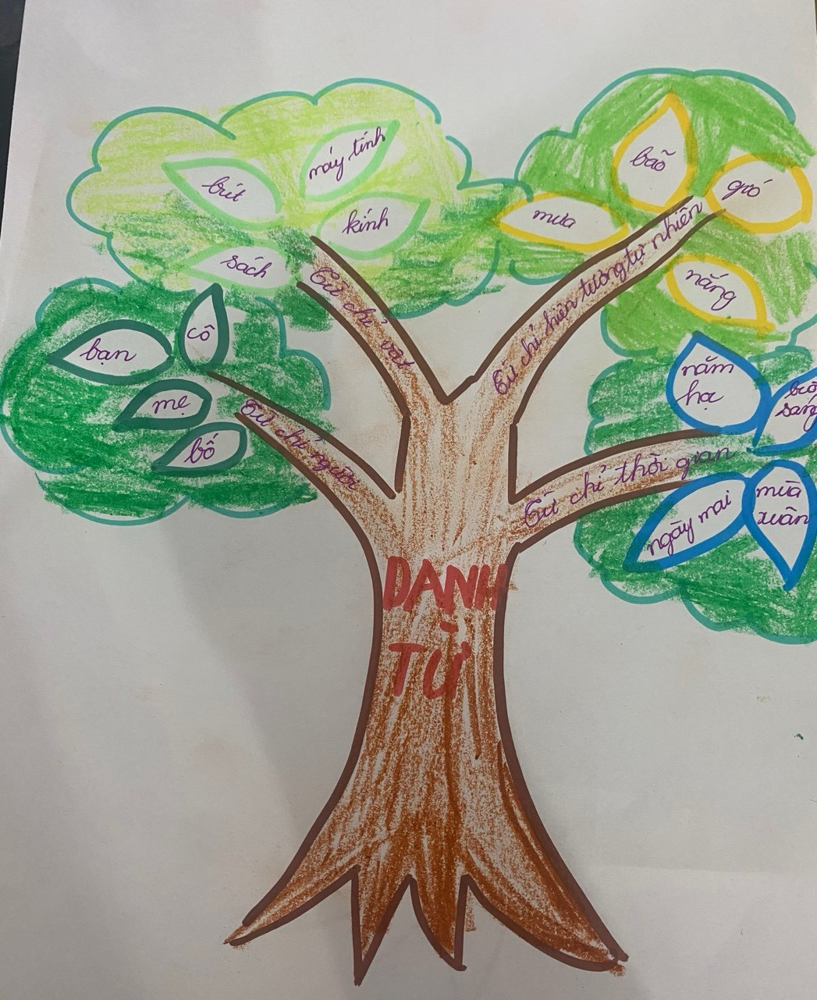 máy tính
bút
kính
sách
Từ chỉ vật
bão
gió
mưa
nắng
Từ chỉ hiện tượng tự nhiên
cô
bạn
mẹ
bố
Từ chỉ người
năm
học
sáng
Từ chỉ thời gian
ngày mai
mùa
xuân
DANH
TỪ